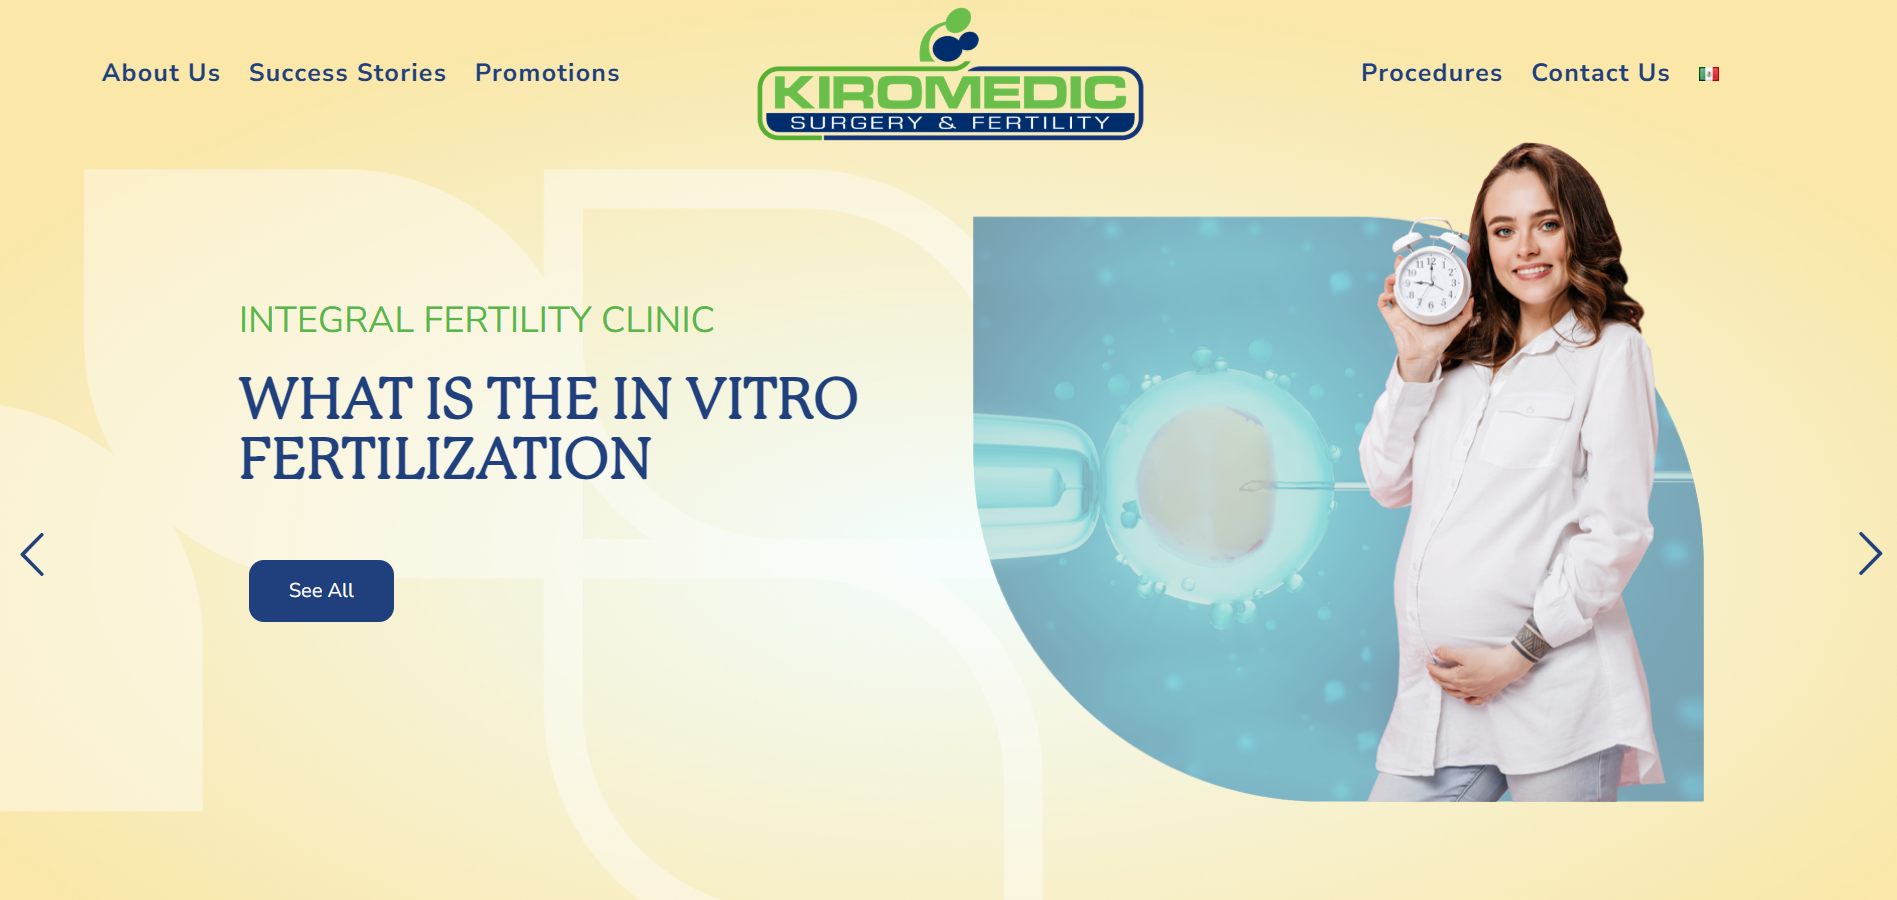 About Us
Success Stories
Promotions
KIROMEDIC
SURGERY & FERTILITY
Procedures
Contact Us
INTEGRAL FERTILITY CLINIC
WHAT IS THE IN VITRO
FERTILIZATION
See All